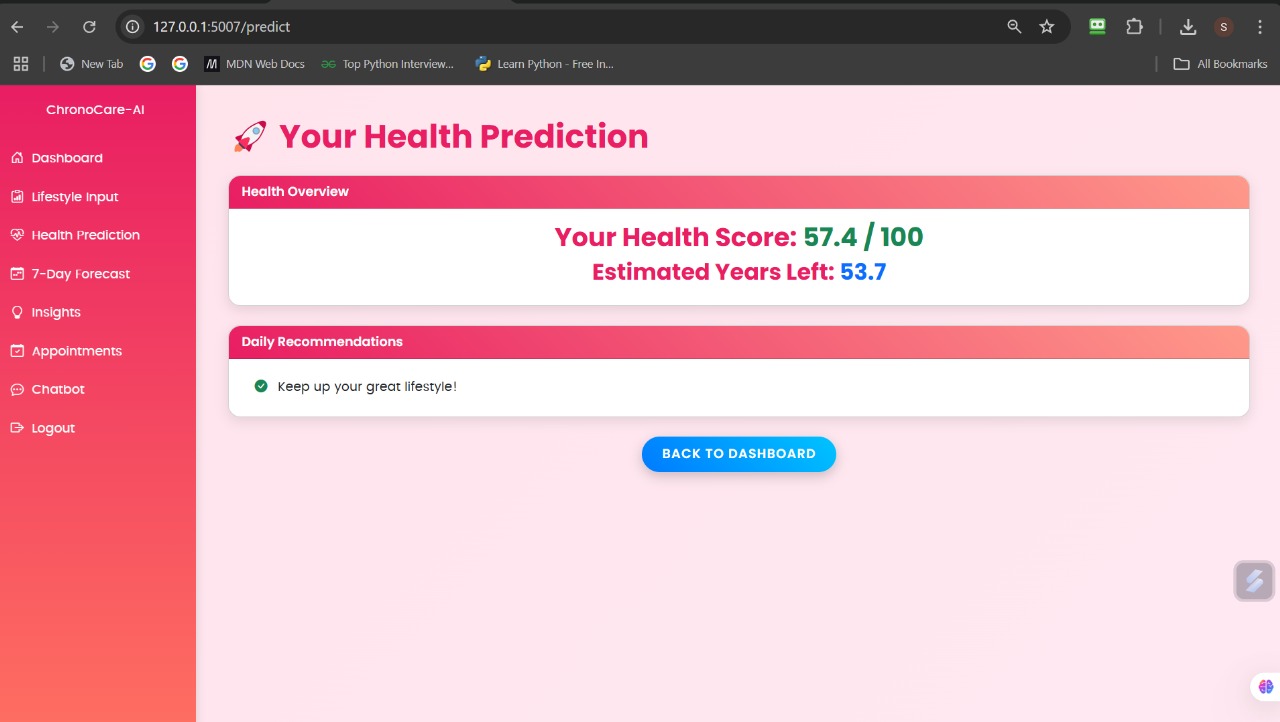 127.0.0.1:5007/predict
S
New Tab
MDN Web Docs
Top Python Interview...
Learn Python - Free In...
All Bookmarks
ChronoCare-AI
Dashboard
Lifestyle Input
Health Prediction
7-Day Forecast
Insights
Appointments
Chatbot
Logout
Your Health Prediction
Health Overview
Your Health Score: 57.4 / 100
Estimated Years Left: 53.7
Daily Recommendations
Keep up your great lifestyle!
BACK TO DASHBOARD